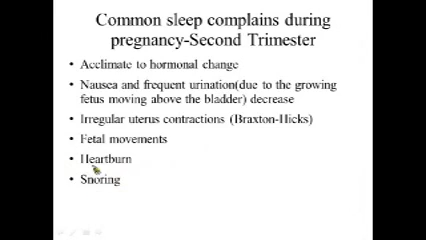 Common sleep complains during
pregnancy-Second Trimester
• Acclimate to hormonal change
• Nausea and frequent urination(due to the growing
fetus moving above the bladder) decrease
• Irregular uterus contractions (Braxton-Hicks)
• Fetal movements
• Heartburn
• Snoring